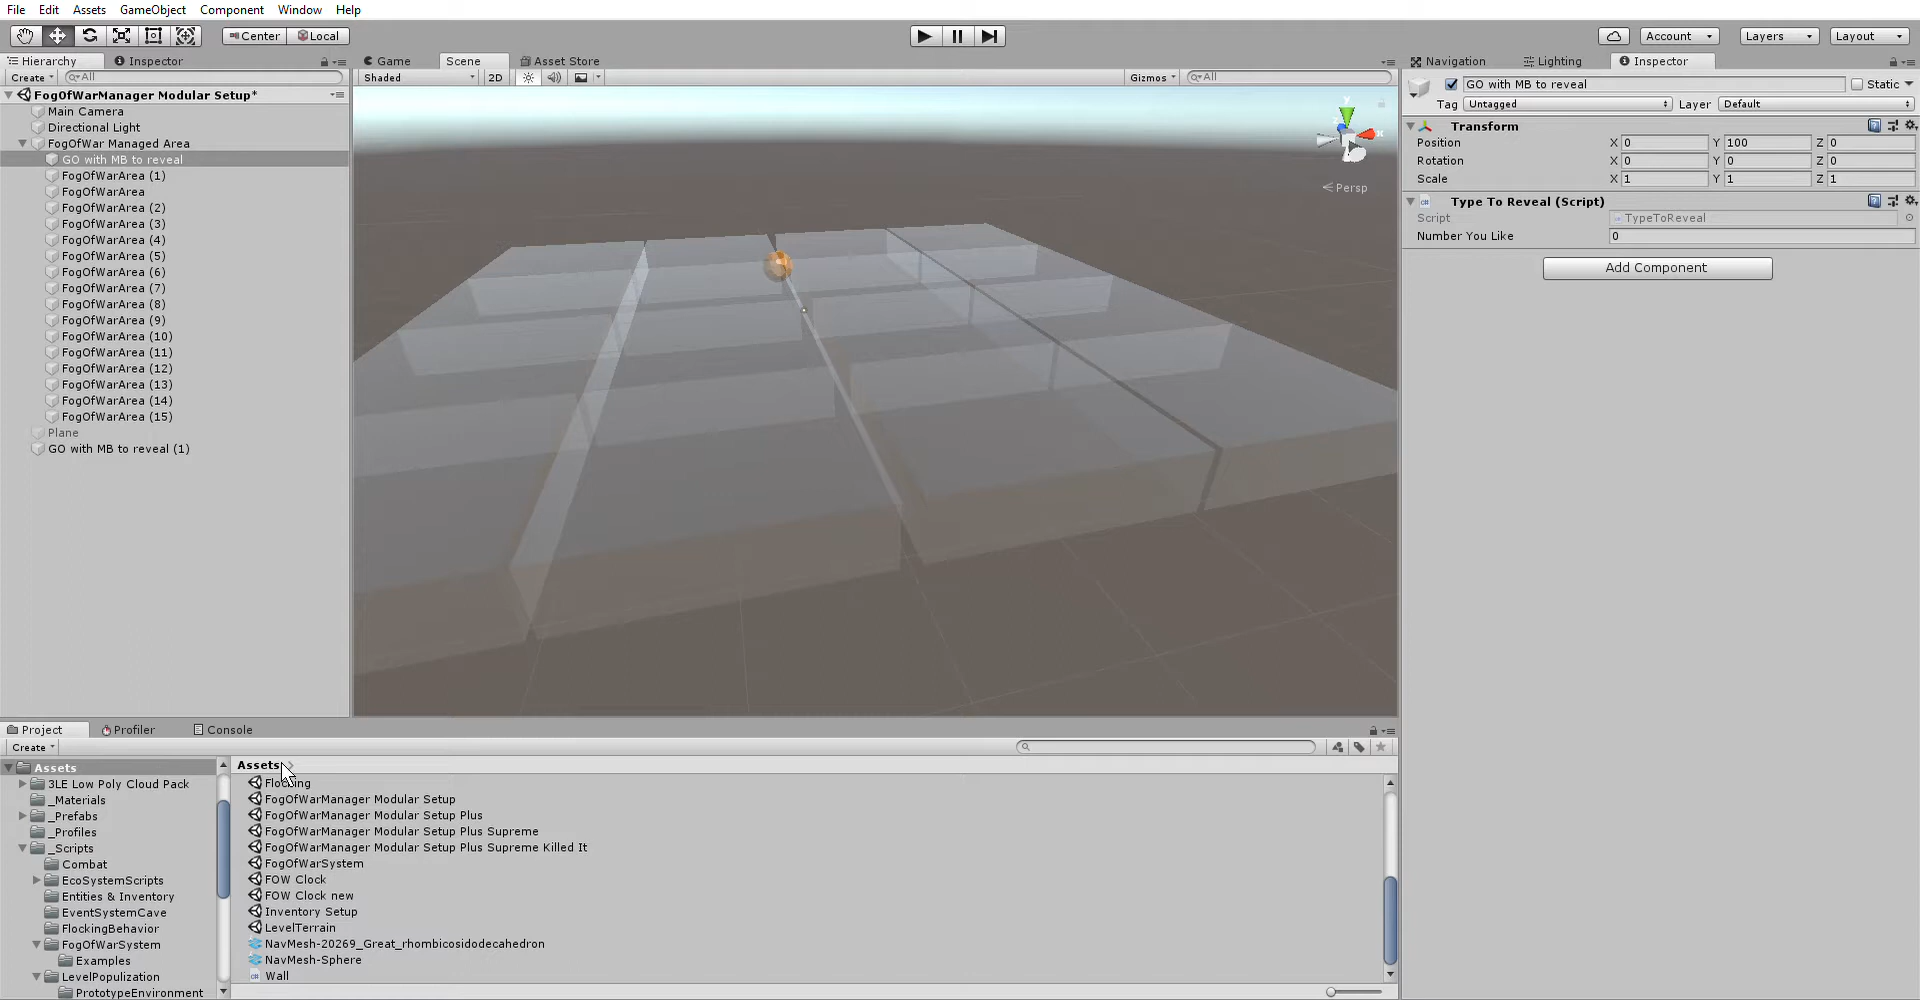 File Edit Assets GameObject Component Window Help
Center Local Account Layers Layout
Hierarchy Inspector Game Scene Asset Store Navigation Lighting Inspector
Create All Shaded 2D Gizmos All
FogOfWarManager Modular Setup*
Main Camera
Directional Light
FogOfWar Managed Area
GO with MB to reveal
FogOfWarArea (1)
FogOfWarArea
FogOfWarArea (2)
FogOfWarArea (3)
FogOfWarArea (4)
FogOfWarArea (5)
FogOfWarArea (6)
FogOfWarArea (7)
FogOfWarArea (8)
FogOfWarArea (9)
FogOfWarArea (10)
FogOfWarArea (11)
FogOfWarArea (12)
FogOfWarArea (13)
FogOfWarArea (14)
FogOfWarArea (15)
Plane
GO with MB to reveal (1)
y
x
Persp
GO with MB to reveal Static
Tag Untagged Layer Default
Transform
Position X 0 Y 100 Z 0
Rotation X 0 Y 0 Z 0
Scale X 1 Y 1 Z 1
Type To Reveal (Script)
Script TypeToReveal
Number You Like 0
Add Component
Project Profiler Console
Create
Assets
3LE Low Poly Cloud Pack
_Materials
_Prefabs
_Profiles
_Scripts
Combat
EcoSystemScripts
Entities & Inventory
EventSystemCave
FlockingBehavior
FogOfWarSystem
Examples
LevelPopulization
PrototypeEnvironment
Assets
Flocking
FogOfWarManager Modular Setup
FogOfWarManager Modular Setup Plus
FogOfWarManager Modular Setup Plus Supreme
FogOfWarManager Modular Setup Plus Supreme Killed It
FogOfWarSystem
FOW Clock
FOW Clock new
Inventory Setup
LevelTerrain
NavMesh-20269_Great_rhombicosidodecahedron
NavMesh-Sphere
Wall